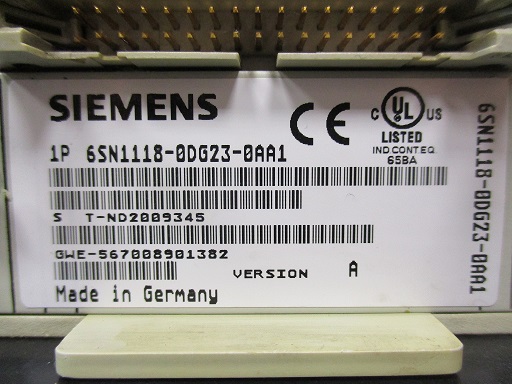 SIEMENS
CE
C UL US
LISTED
IND CONT EQ.
65BA
1P 6SN1118-0DG23-0AA1
S T-ND2009345
GWE-567008901382
VERSION A
Made in Germany
6SN1118-0DG23-0AA1